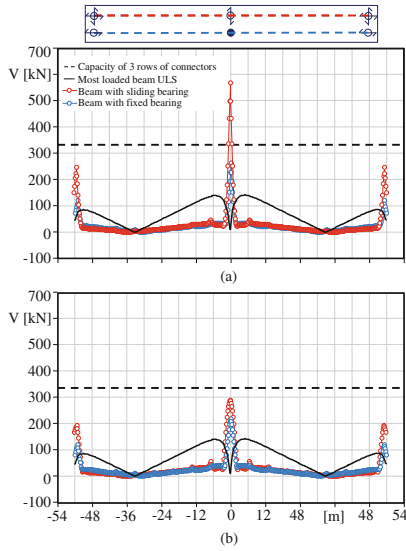 700
V [kN]
600
500
400
300
200
100
0
-100
Capacity of 3 rows of connectors
Most loaded beam ULS
Beam with sliding bearing
Beam with fixed bearing
(a)
700
V [kN]
600
500
400
300
200
100
0
-100
-54 -48 -36 -24 -12 0 12 24 [m] 48 54
(b)